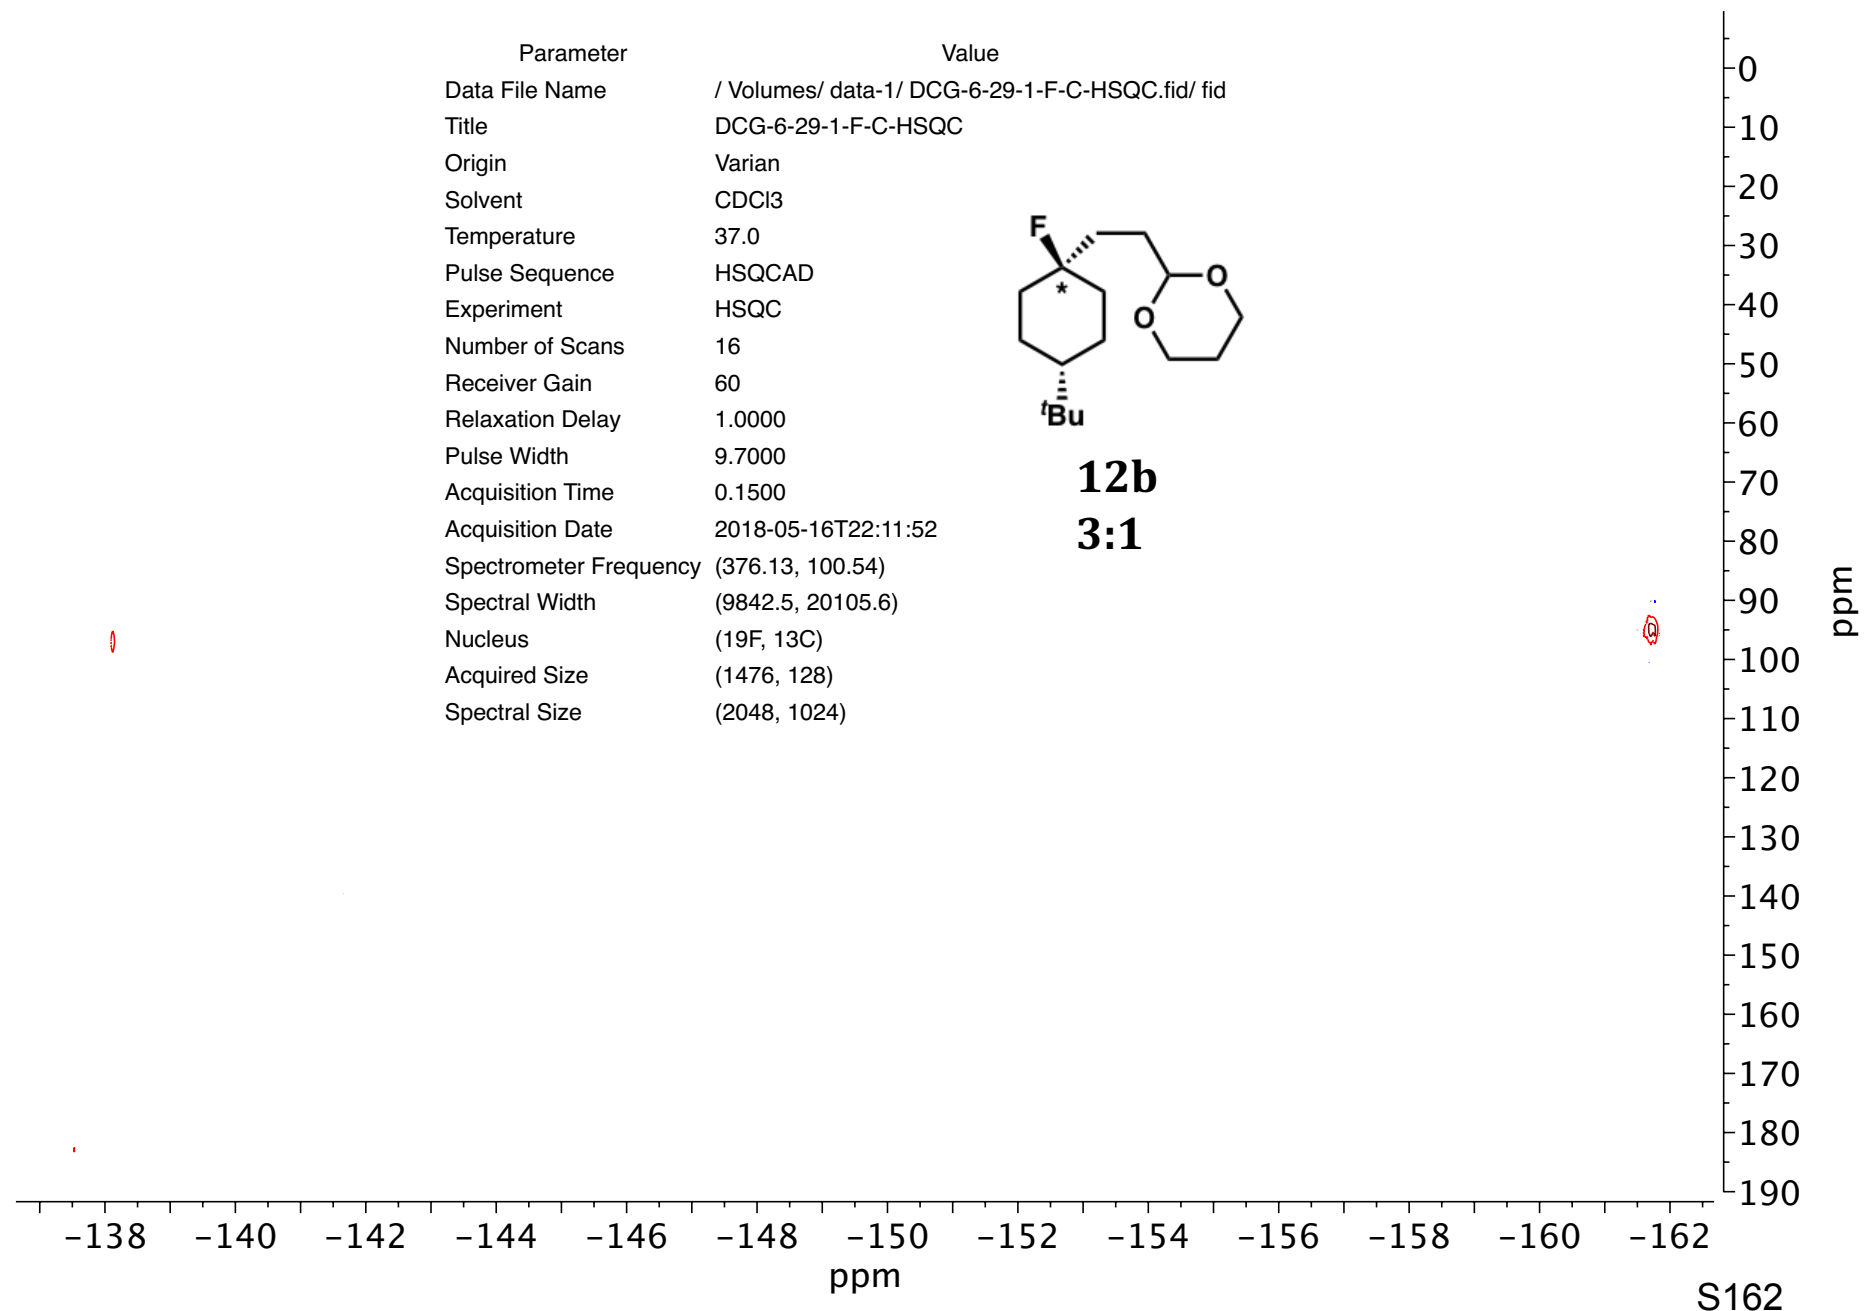 Parameter Value
Data File Name / Volumes/ data-1/ DCG-6-29-1-F-C-HSQC.fid/ fid
Title DCG-6-29-1-F-C-HSQC
Origin Varian
Solvent CDCl3
Temperature 37.0
Pulse Sequence HSQCAD
Experiment HSQC
Number of Scans 16
Receiver Gain 60
Relaxation Delay 1.0000
Pulse Width 9.7000
Acquisition Time 0.1500
Acquisition Date 2018-05-16T22:11:52
Spectrometer Frequency (376.13, 100.54)
Spectral Width (9842.5, 20105.6)
Nucleus (19F, 13C)
Acquired Size (1476, 128)
Spectral Size (2048, 1024)
F
*
O
O
tBu
12b
3:1
0
10
20
30
40
50
60
70
80
90
100
110
120
130
140
150
160
170
180
190
ppm
-138 -140 -142 -144 -146 -148 -150 -152 -154 -156 -158 -160 -162
ppm
S162